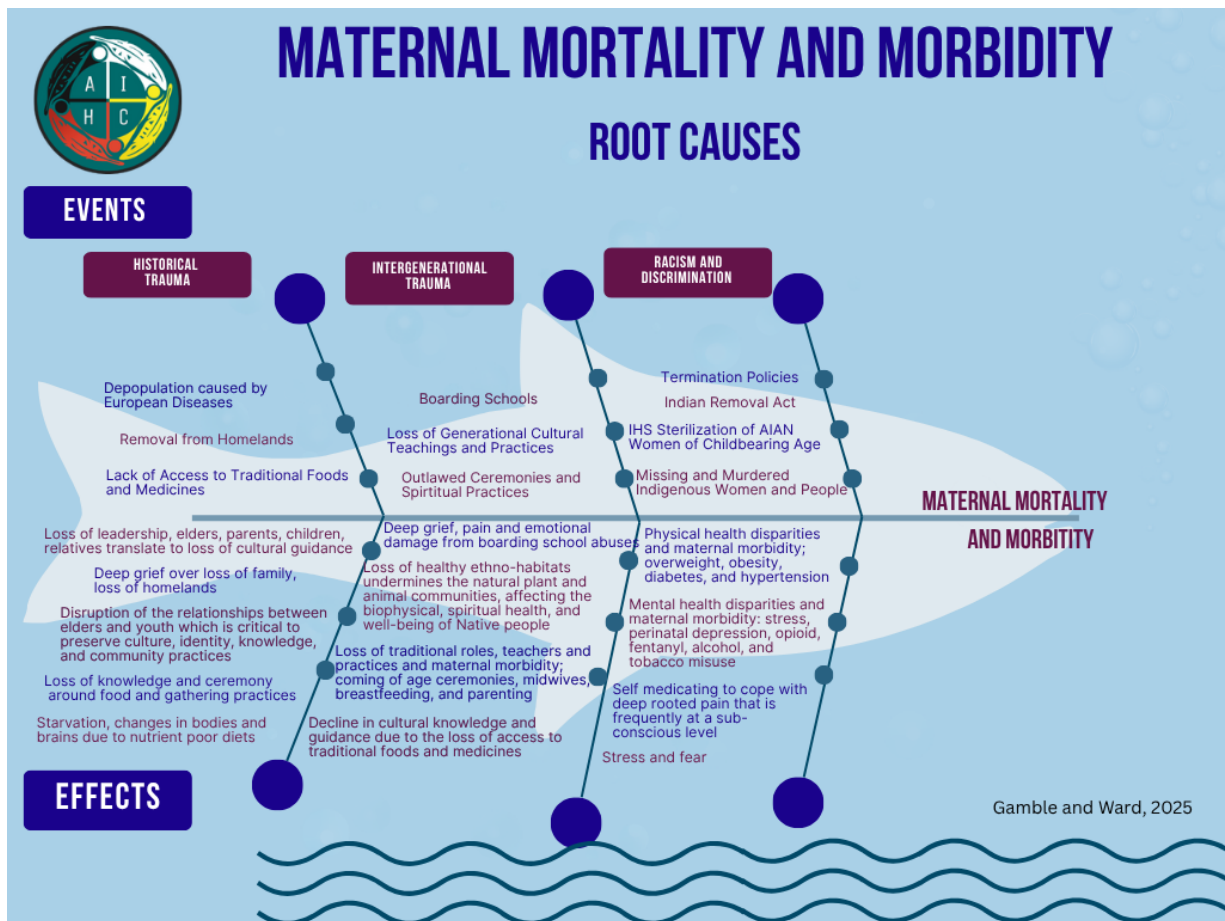 MATERNAL MORTALITY AND MORBIDITY
ROOT CAUSES
A I
H C
EVENTS
HISTORICAL
TRAUMA
INTERGENERATIONAL
TRAUMA
RACISM AND
DISCRIMINATION
Depopulation caused by
European Diseases
Removal from Homelands
Lack of Access to Traditional Foods
and Medicines
Boarding Schools
Loss of Generational Cultural
Teachings and Practices
Outlawed Ceremonies and
Spirtitual Practices
Termination Policies
Indian Removal Act
IHS Sterilization of AIAN
Women of Childbearing Age
Missing and Murdered
Indigenous Women and People
MATERNAL MORTALITY
AND MORBITITY
Loss of leadership, elders, parents, children,
relatives translate to loss of cultural guidance
Deep grief over loss of family,
loss of homelands
Disruption of the relationships between
elders and youth which is critical to
preserve culture, identity, knowledge,
and community practices
Loss of knowledge and ceremony
around food and gathering practices
Starvation, changes in bodies and
brains due to nutrient poor diets
Deep grief, pain and emotional
damage from boarding school abuses
Loss of healthy ethno-habitats
undermines the natural plant and
animal communities, affecting the
biophysical, spiritual health, and
well-being of Native people
Loss of traditional roles, teachers and
practices and maternal morbidity;
coming of age ceremonies, midwives,
breastfeeding, and parenting
Decline in cultural knowledge and
guidance due to the loss of access to
traditional foods and medicines
Physical health disparities
and maternal morbidity;
overweight, obesity,
diabetes, and hypertension
Mental health disparities and
maternal morbidity: stress,
perinatal depression, opioid,
fentanyl, alcohol, and
tobacco misuse
Self medicating to cope with
deep rooted pain that is
frequently at a sub-
conscious level
Stress and fear
EFFECTS
Gamble and Ward, 2025